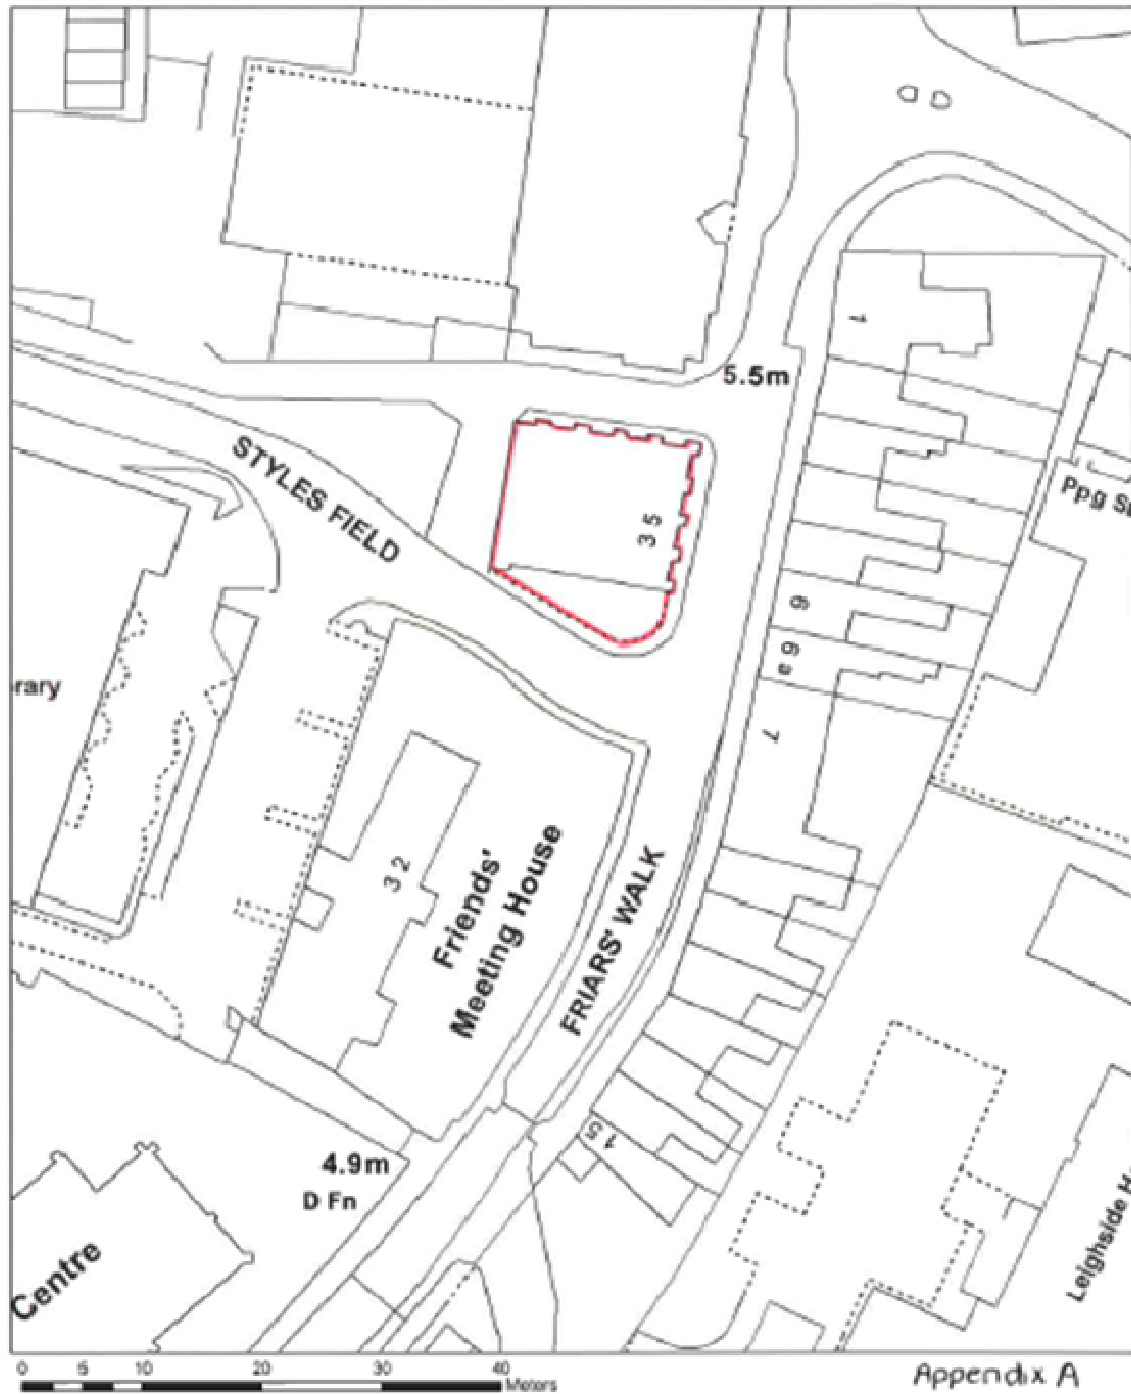 1
5.5m
STYLES FIELD
35
Ppg S
6
6a
rary
7
32
Friends'
Meeting House
FRIARS' WALK
4.9m
D Fn
Centre
Leighside H
0 5 10 20 30 40
Meters
Appendix A